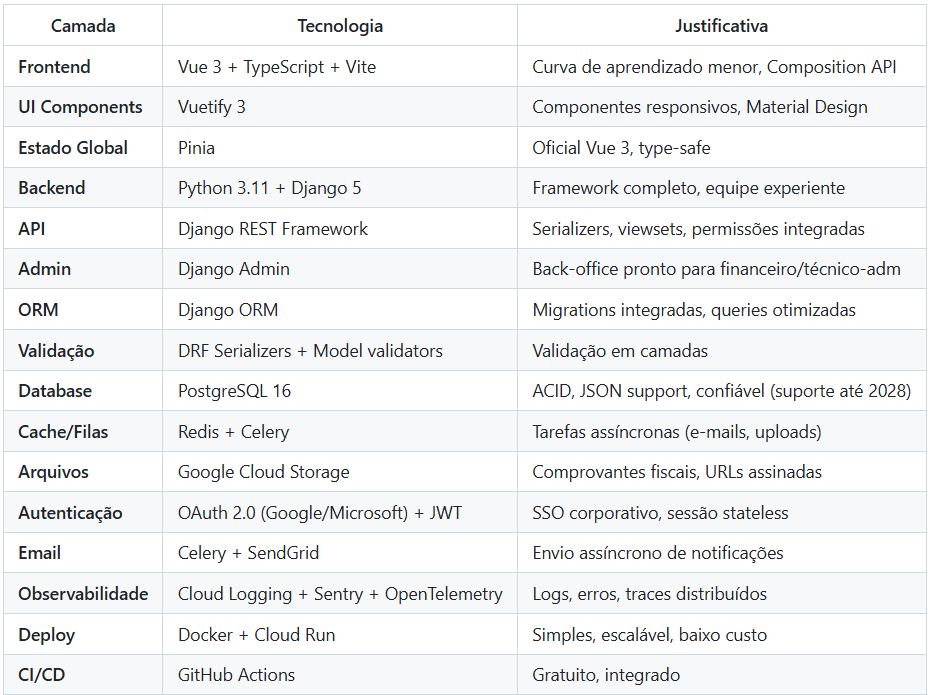 Camada Tecnologia Justificativa
Frontend Vue 3 + TypeScript + Vite Curva de aprendizado menor, Composition API
UI Components Vuetify 3 Componentes responsivos, Material Design
Estado Global Pinia Oficial Vue 3, type-safe
Backend Python 3.11 + Django 5 Framework completo, equipe experiente
API Django REST Framework Serializers, viewsets, permissões integradas
Admin Django Admin Back-office pronto para financeiro/técnico-adm
ORM Django ORM Migrations integradas, queries otimizadas
Validação DRF Serializers + Model validators Validação em camadas
Database PostgreSQL 16 ACID, JSON support, confiável (suporte até 2028)
Cache/Filas Redis + Celery Tarefas assíncronas (e-mails, uploads)
Arquivos Google Cloud Storage Comprovantes fiscais, URLs assinadas
Autenticação OAuth 2.0 (Google/Microsoft) + JWT SSO corporativo, sessão stateless
Email Celery + SendGrid Envio assíncrono de notificações
Observabilidade Cloud Logging + Sentry + OpenTelemetry Logs, erros, traces distribuídos
Deploy Docker + Cloud Run Simples, escalável, baixo custo
CI/CD GitHub Actions Gratuito, integrado